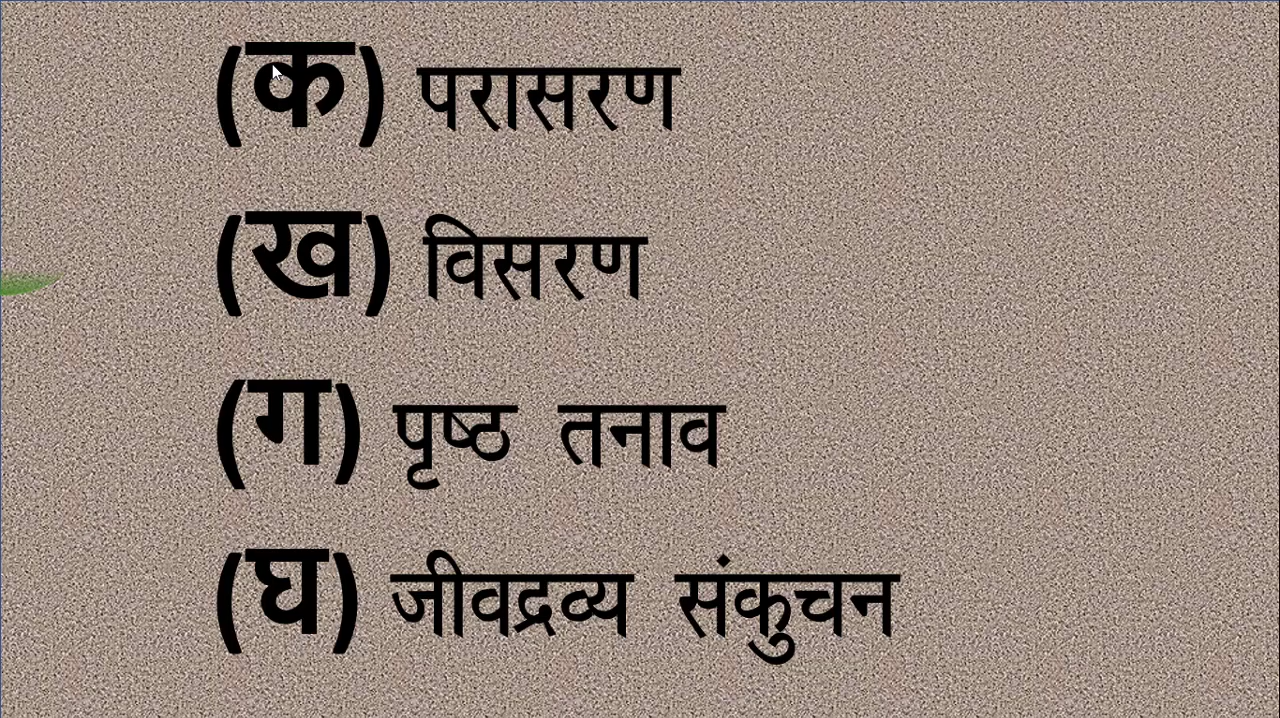 (क) परासरण
(ख) विसरण
(ग) पृष्ठ तनाव
(घ) जीवद्रव्य संकुचन